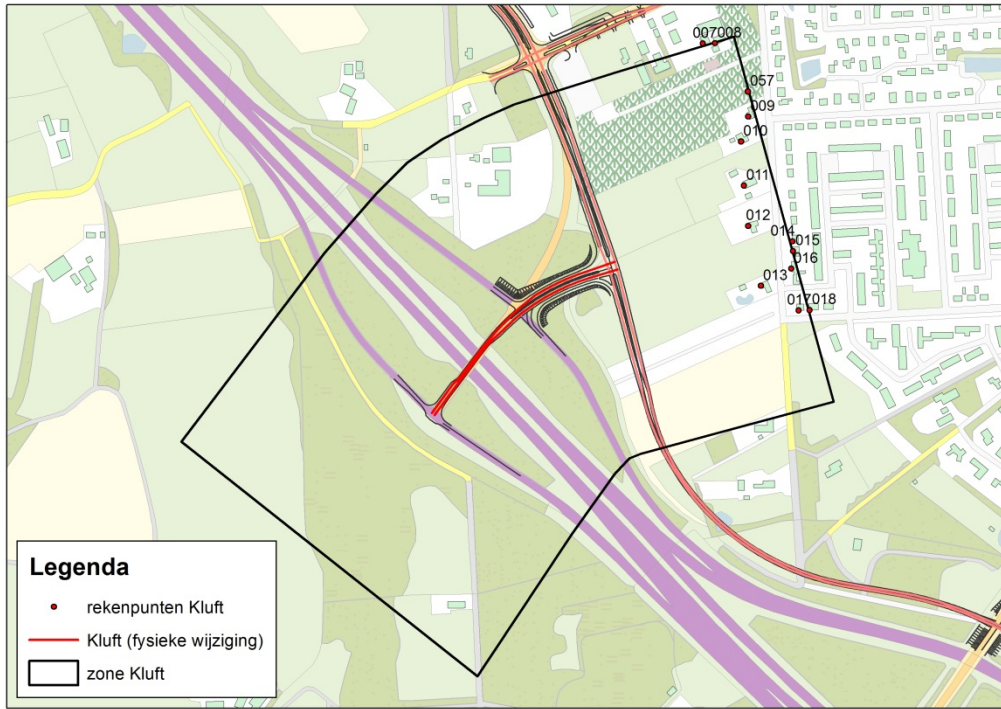 007008
057
009
010
011
012
014
015
016
013
017018
Legenda
rekenpunten Kluft
Kluft (fysieke wijziging)
zone Kluft